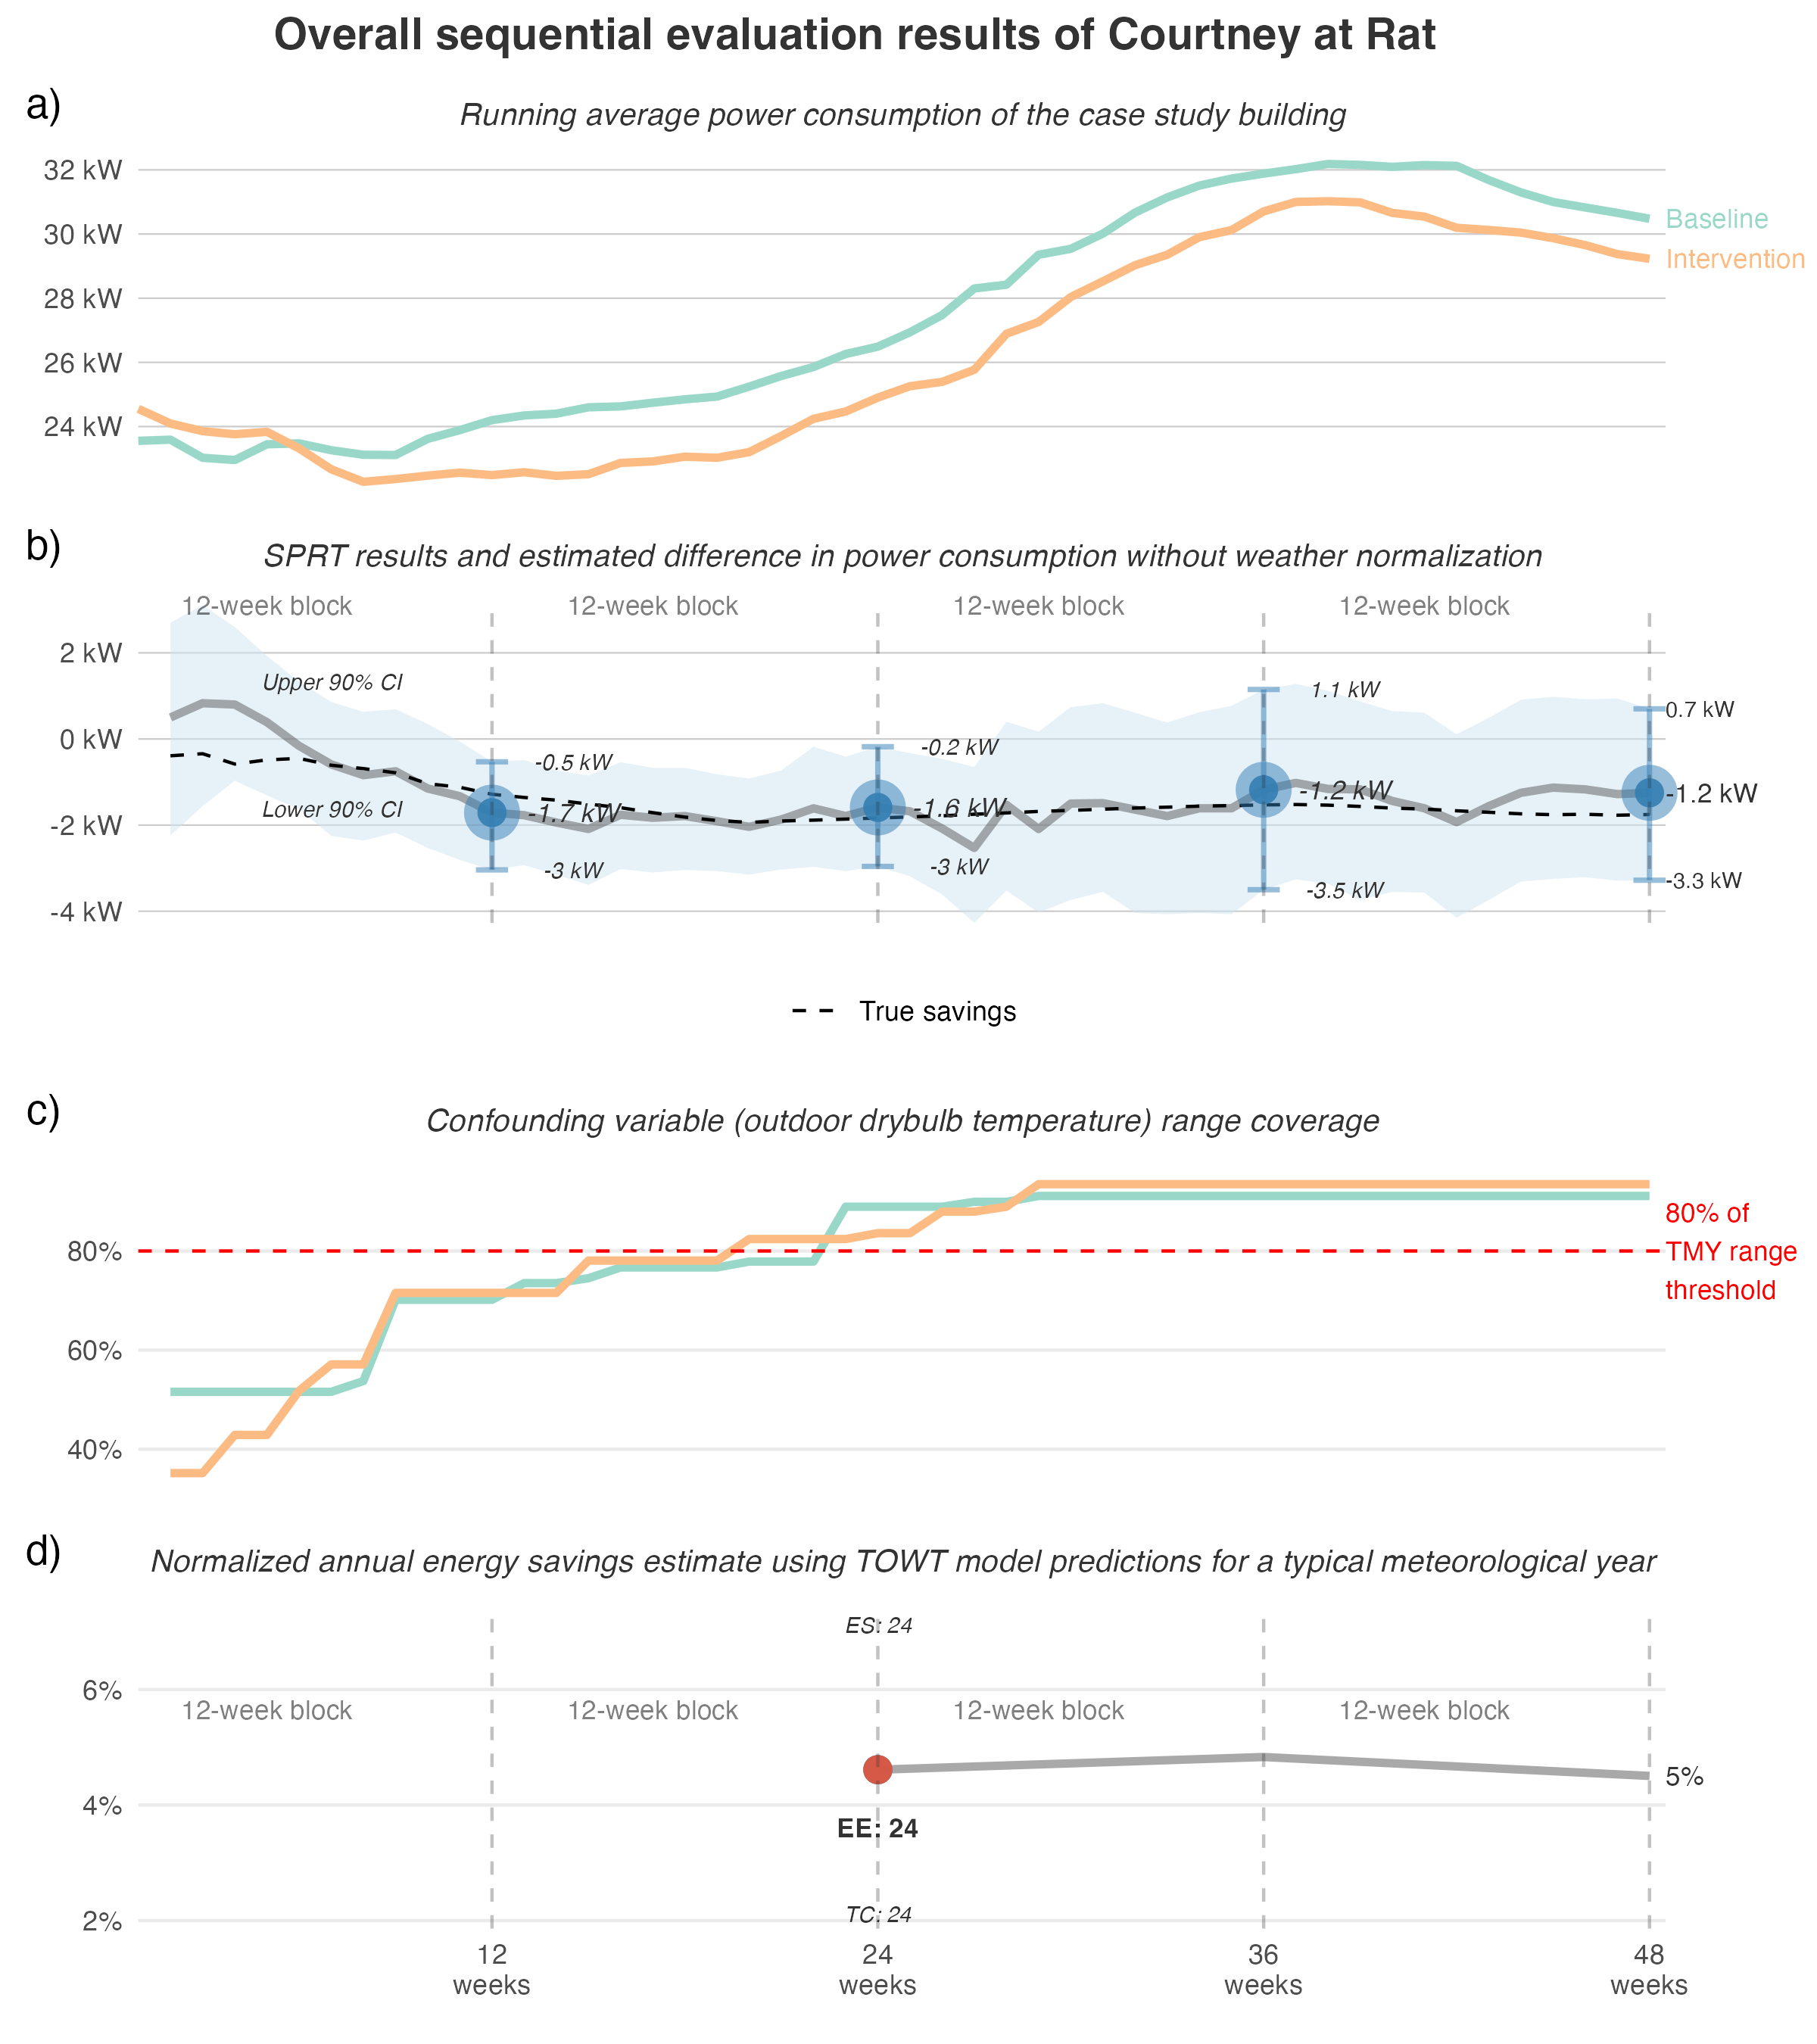 Overall sequential evaluation results of Courtney at Rat
a)
Running average power consumption of the case study building
32 kW
30 kW
28 kW
26 kW
24 kW
Baseline
Intervention
b)
SPRT results and estimated difference in power consumption without weather normalization
12-week block 12-week block 12-week block 12-week block
2 kW
0 kW
-2 kW
-4 kW
Upper 90% CI
Lower 90% CI
-0.5 kW
-1.7 kW
-3 kW
-0.2 kW
-1.6 kW
-3 kW
1.1 kW
-1.2 kW
-3.5 kW
0.7 kW
-1.2 kW
-3.3 kW
True savings
c)
Confounding variable (outdoor drybulb temperature) range coverage
80%
60%
40%
80% of
TMY range
threshold
d)
Normalized annual energy savings estimate using TOWT model predictions for a typical meteorological year
ES: 24
6%
12-week block 12-week block 12-week block 12-week block
5%
4%
EE: 24
TC: 24
2%
12 24 36 48
weeks weeks weeks weeks